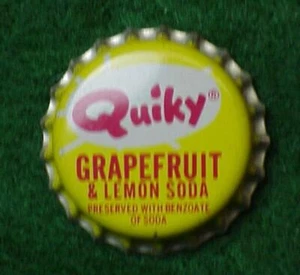 Quiky®
GRAPEFRUIT
& LEMON SODA
PRESERVED WITH BENZOATE
OF SODA